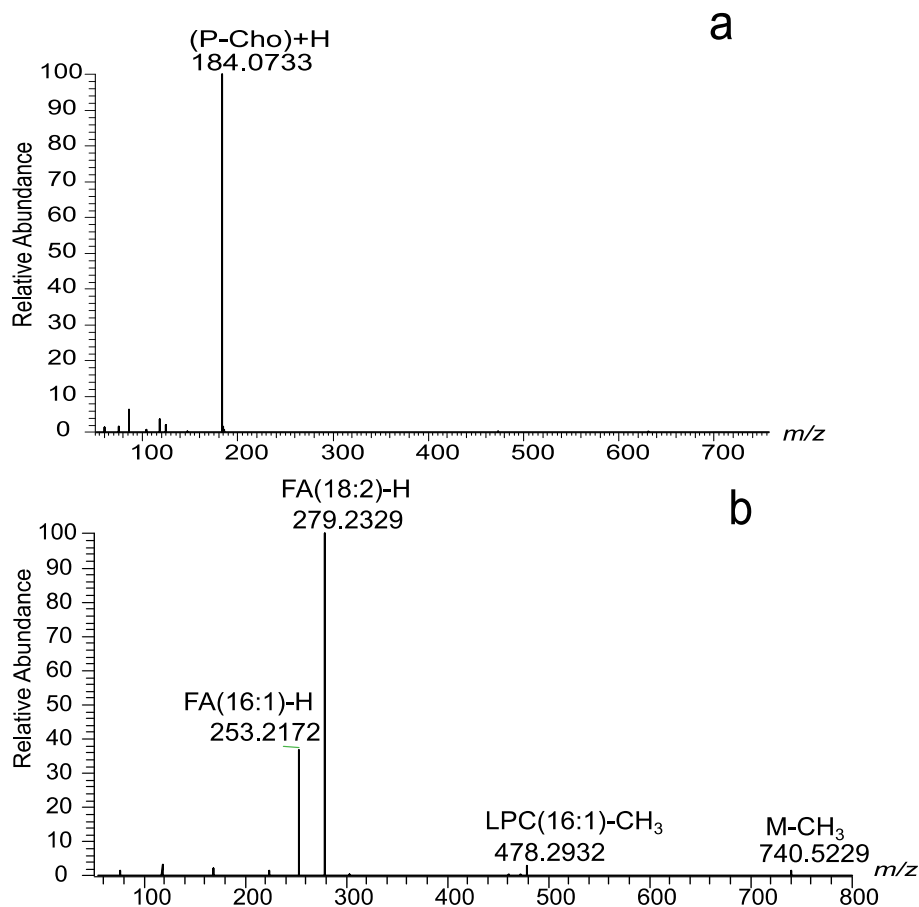 a
(P-Cho)+H
184.0733
100
90
80
70
60
50
40
30
20
10
0
Relative Abundance
100 200 300 400 500 600 700 m/z
b
FA(18:2)-H
279.2329
100
90
80
70
60
50
40
30
20
10
0
Relative Abundance
FA(16:1)-H
253.2172
LPC(16:1)-CH₃
478.2932
M-CH₃
740.5229
100 200 300 400 500 600 700 800 m/z